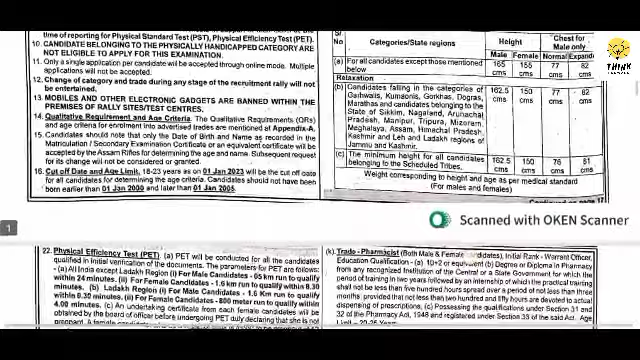 time of reporting for Physical Standard Test (PST), Physical Efficiency Test (PET).
10. CANDIDATE BELONGING TO THE PHYSICALLY HANDICAPPED CATEGORY ARE
NOT ELIGIBLE TO APPLY FOR THIS EXAMINATION.
11. Only a single application per candidate will be accepted through online mode. Multiple
applications will not be accepted.
12. Change of category and trade during any stage of the recruitment rally will not
be entertained.
13. MOBILES AND OTHER ELECTRONIC GADGETS ARE BANNED WITHIN THE
PREMISES OF RALLY SITES/TEST CENTRES.
14. Qualitative Requirement and Age Criteria. The Qualitative Requirements (QRs)
and age criteria for enrolment into advertised trades are mentioned at Appendix-A.
15. Candidates should note that only the Date of Birth and Name as recorded in the
Matriculation / Secondary Examination Certificate or an equivalent certificate will be
accepted by the Assam Rifles for determining the age and name. Subsequent request
for its change will not be considered or granted.
16. Cut off Date and Age Limit. 18-23 years as on 01 Jan 2023 will be the cut off date
for all candidates for determining the age criteria. Candidates should not have been
born earlier than 01 Jan 2000 and later than 01 Jan 2005.
Sr
No
Categories/State regions
Height
Chest for
Male only
Male Female Normal Expand
(a) For all candidates except those mentioned
below
165 cms
155 cms
77 cms
82 cms
Relaxation
(b) Candidates falling in the categories of
Garhwalis, Kumaonis, Gorkhas, Dogras,
Marathas and candidates belonging to the
State of Sikkim, Nagaland, Arunachal
Pradesh, Manipur, Tripura, Mizoram,
Meghalaya, Assam, Himachal Pradesh,
Kashmir and Leh and Ladakh regions of
Jammu and Kashmir.
162.5 cms
150 cms
77 cms
82 cms
(c) The minimum height for all candidates
belonging to the Scheduled Tribes.
162.5 cms
150 cms
76 cms
81 cms
Weight corresponding to height and age as per medical standard
(For males and females)
Continued on page 17
THINK
1
Scanned with OKEN Scanner
22. Physical Efficiency Test (PET). (a) PET will be conducted for all the candidates
qualified in Initial verification of the documents. The parameters for PET are follows:
(a) All India except Ladakh Region (i) For Male Candidates - 05 km run to qualify
within 24 minutes. (ii) For Female Candidates - 1.6 km run to qualify within 8.30
minutes. (b) Ladakh Region (i) For Male Candidates - 1.6 Km run to qualify
within 6.30 minutes. (ii) For Female Candidates - 800 meter run to qualify within
4.00 minutes. (c) An undertaking certificate from each female candidates will be
obtained by the board of officer before undergoing PET duly declaring that she is not
pregnant. A female candidate
(k). Trade - Pharmacist (Both Male & Female Candidates), Initial Rank - Warrant Officer,
Education Qualification - (a) 10+2 or equivalent (b) Degree or Diploma in Pharmacy
from any recognized Institution of the Central or a State Government for which the
period of training in two years followed by an internship of which the practical training
shall not be less than five hundred hours spread over a period of not less than three
months provided that not less than two hundred and fifty hours are devoted to actual
dispensing of prescriptions. (c) Possessing the qualifications under Section 31 and
32 of the Pharmacy Act, 1948 and registered under Section 33 of the said Act. Age
Limit - 20-25 Years